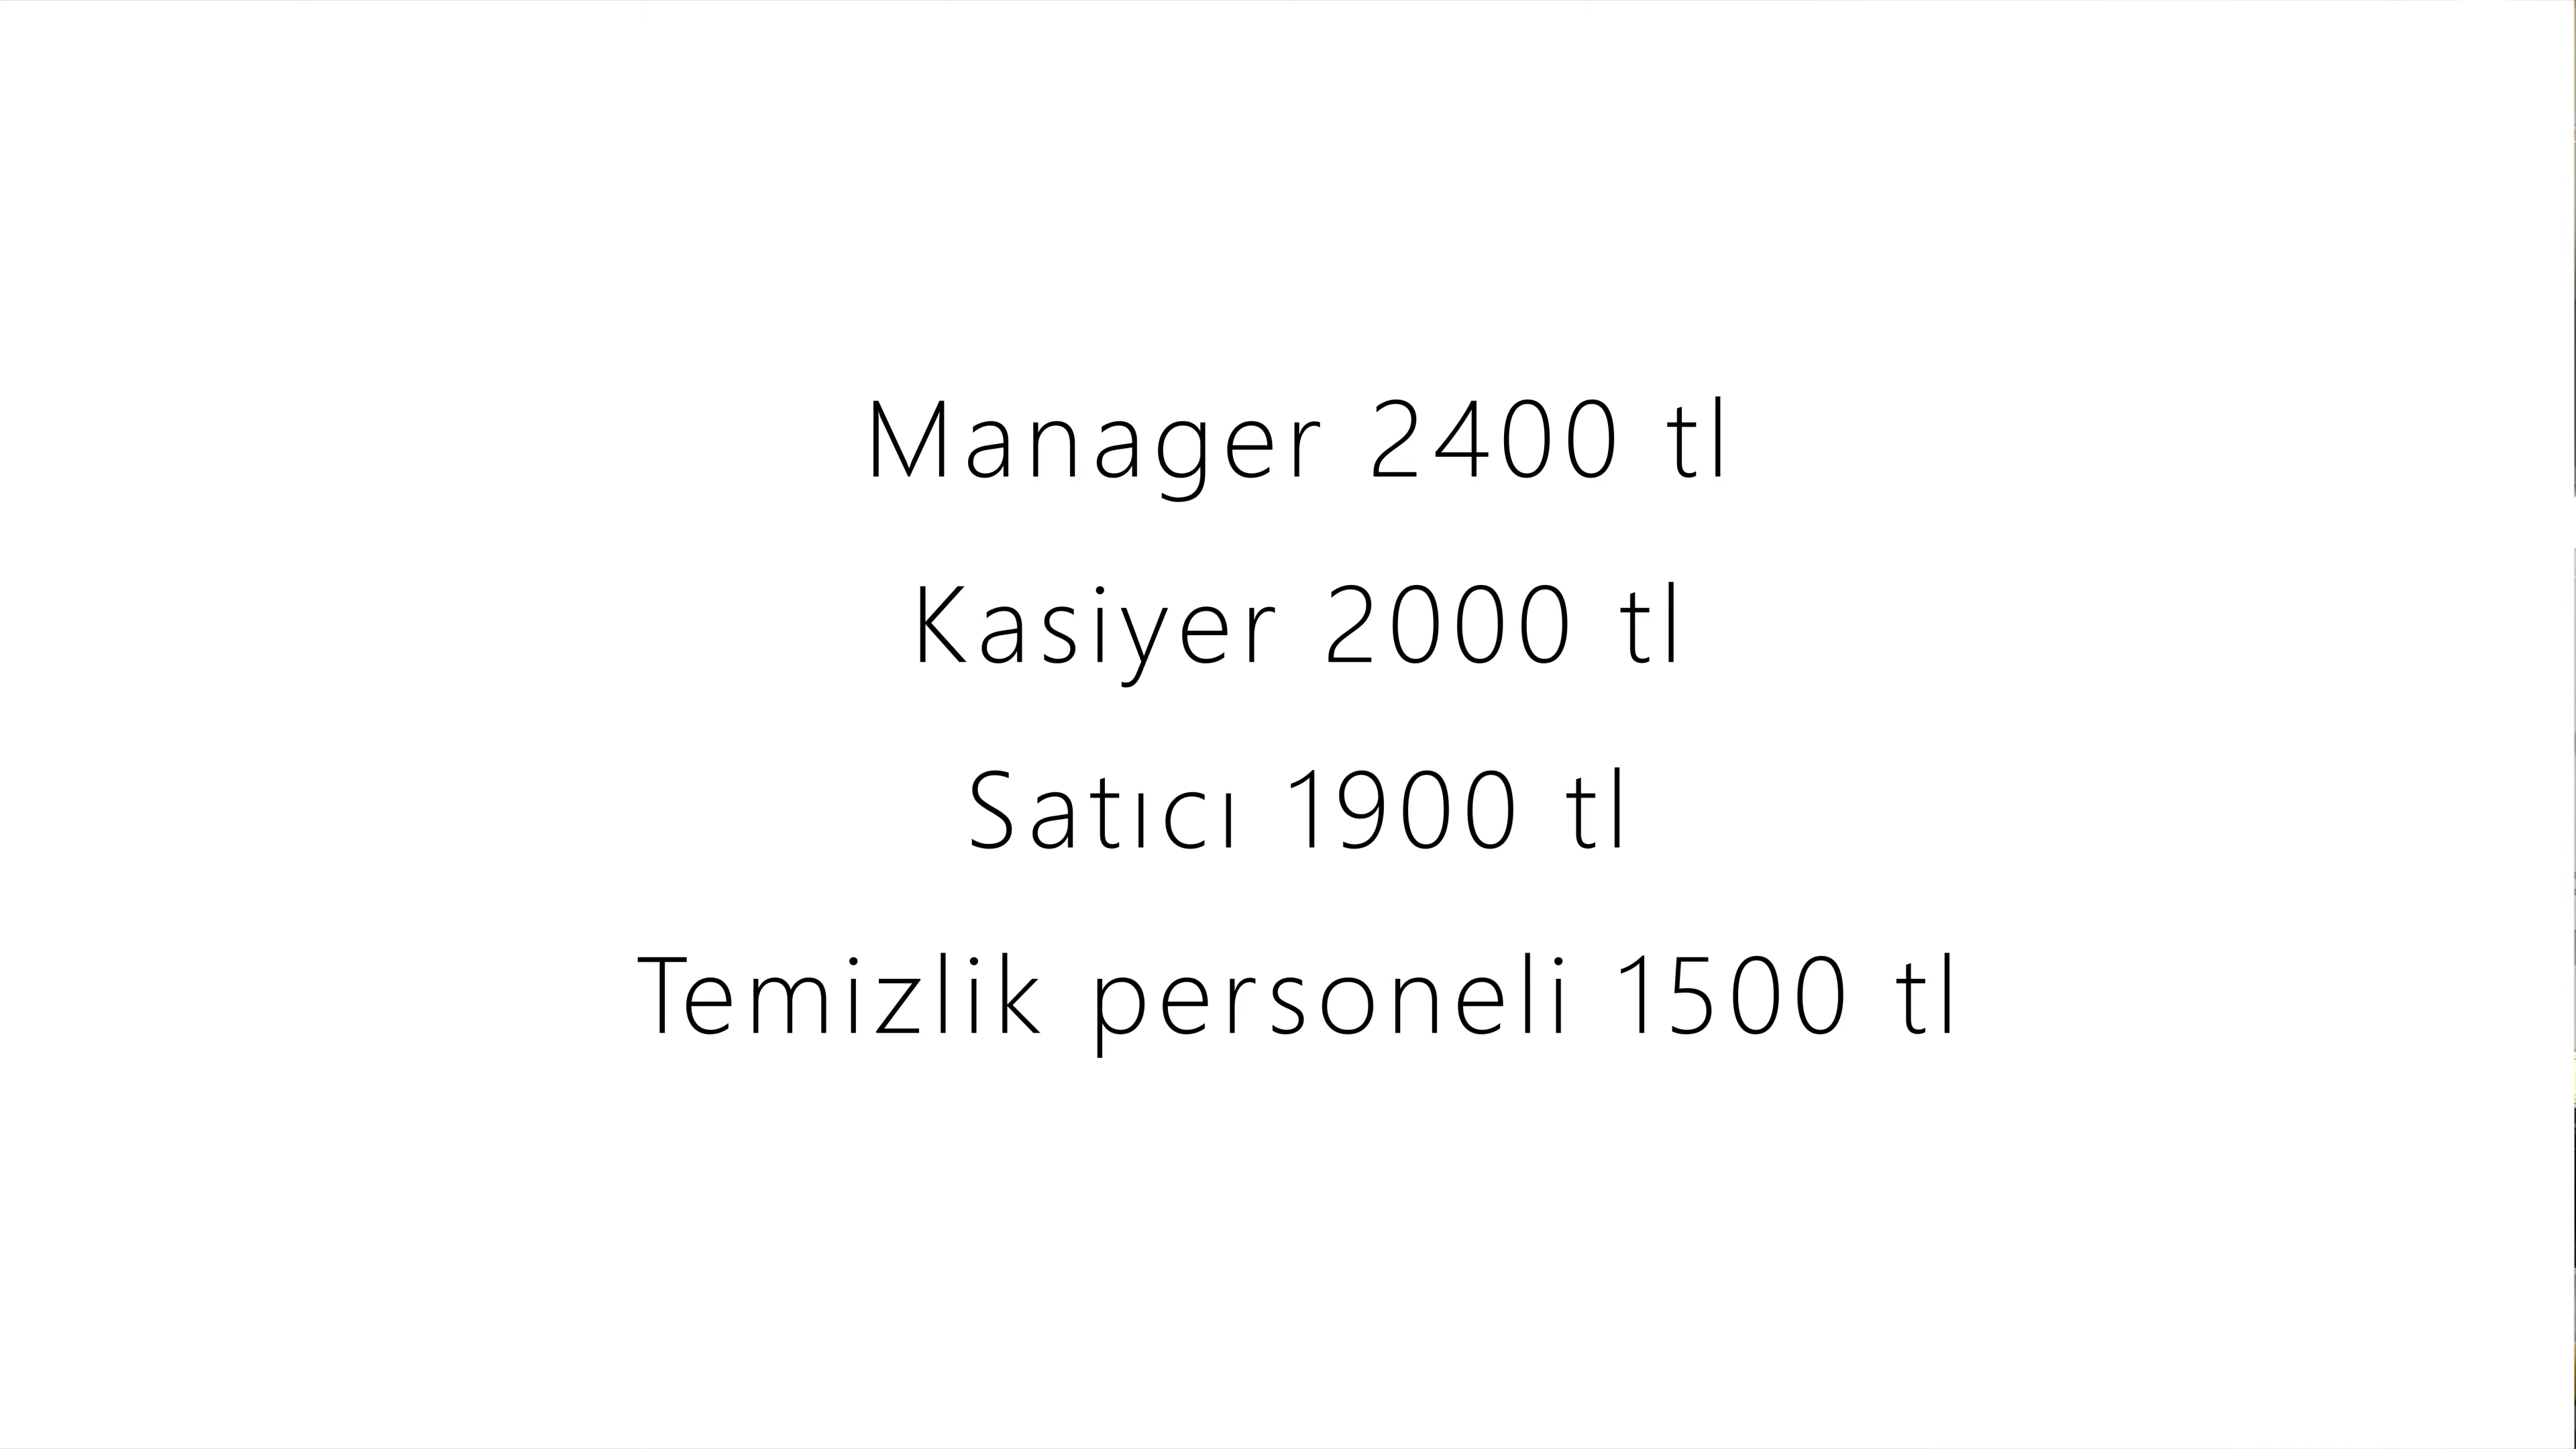 Manager 2400 tl
Kasiyer 2000 tl
Satıcı 1900 tl
Temizlik personeli 1500 tl